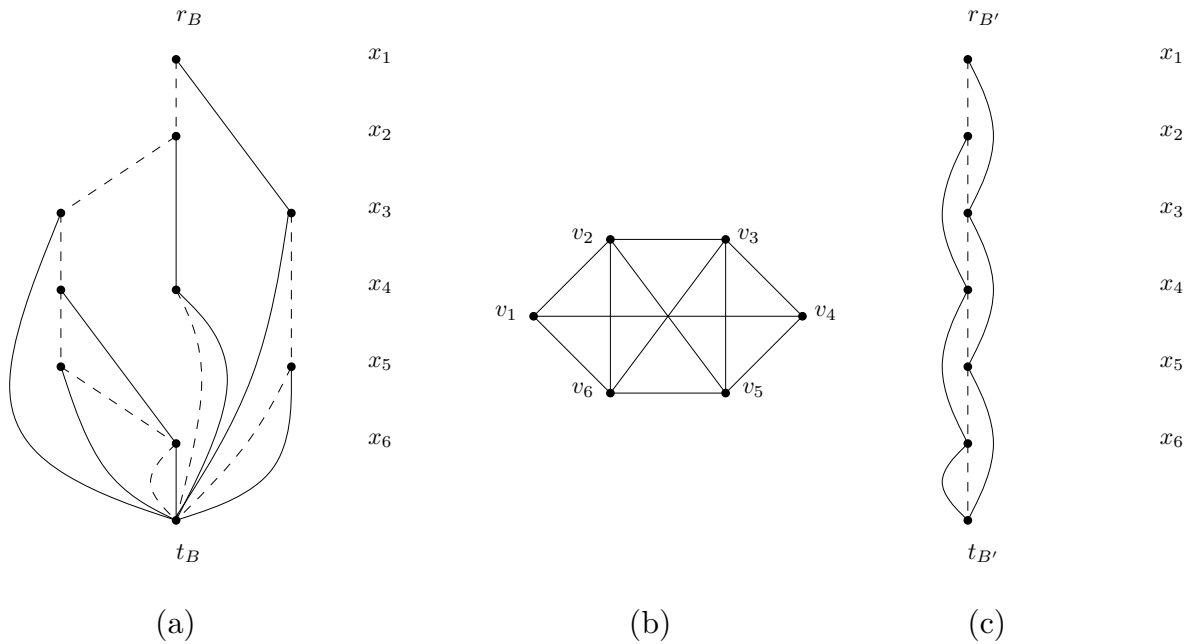 r_B
x_1
x_2
x_3
x_4
x_5
x_6
t_B
(a)
v_2 v_3
v_1 v_4
v_6 v_5
(b)
r_{B'}
x_1
x_2
x_3
x_4
x_5
x_6
t_{B'}
(c)